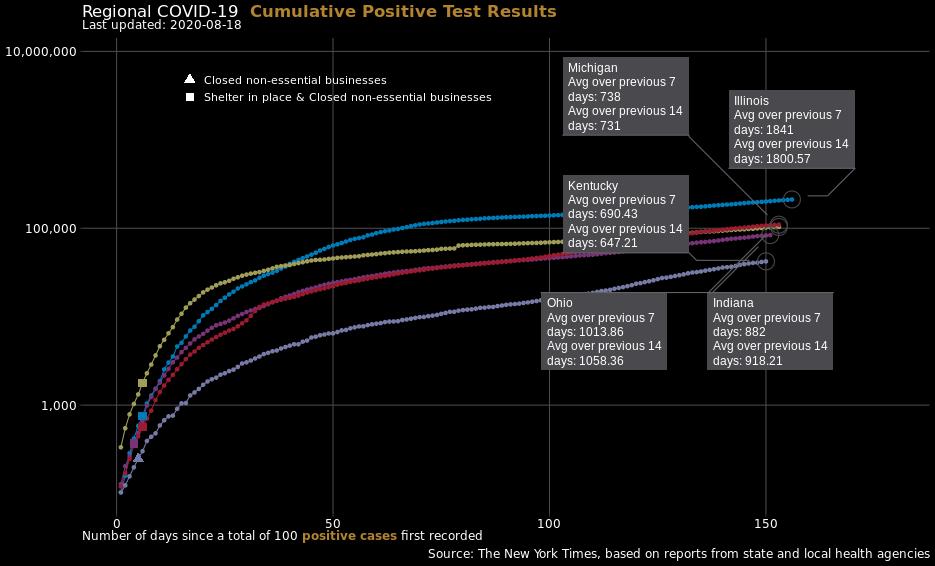 Regional COVID-19 Cumulative Positive Test Results
Last updated: 2020-08-18
10,000,000
100,000
1,000
Closed non-essential businesses
Shelter in place & Closed non-essential businesses
Michigan
Avg over previous 7
days: 738
Avg over previous 14
days: 731
Illinois
Avg over previous 7
days: 1841
Avg over previous 14
days: 1800.57
Kentucky
Avg over previous 7
days: 690.43
Avg over previous 14
days: 647.21
Ohio
Avg over previous 7
days: 1013.86
Avg over previous 14
days: 1058.36
Indiana
Avg over previous 7
days: 882
Avg over previous 14
days: 918.21
0
50
100
150
Number of days since a total of 100 positive cases first recorded
Source: The New York Times, based on reports from state and local health agencies